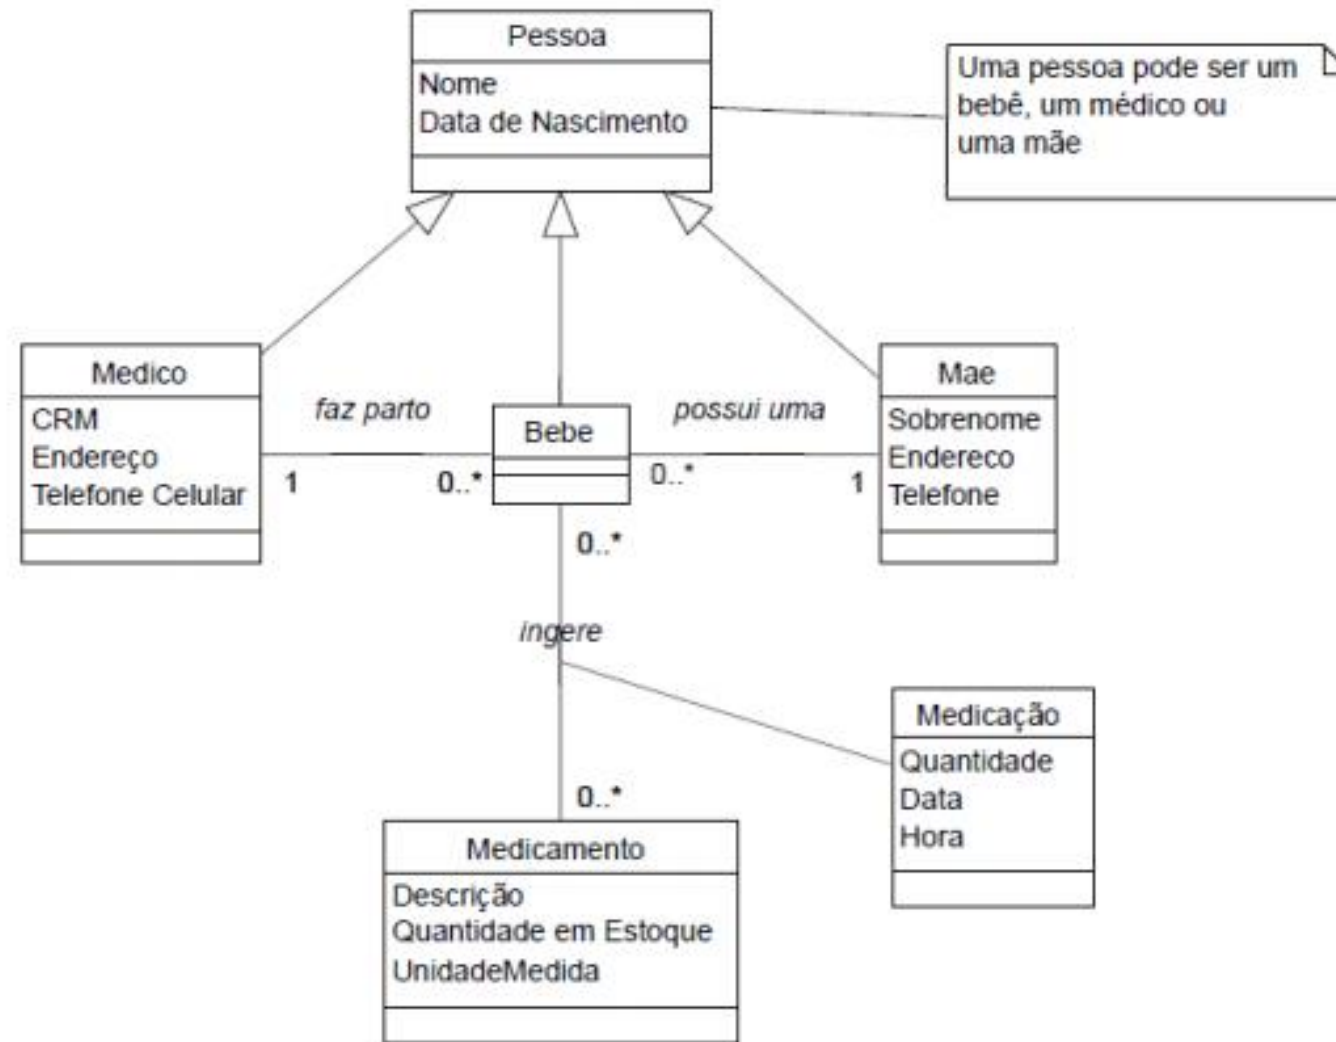 Pessoa
Nome
Data de Nascimento
Uma pessoa pode ser um
bebê, um médico ou
uma mãe
Medico
CRM
Endereço
Telefone Celular
faz parto
1
0..*
Bebe
possui uma
0..*
1
Mae
Sobrenome
Endereco
Telefone
0..*
ingere
0..*
Medicação
Quantidade
Data
Hora
Medicamento
Descrição
Quantidade em Estoque
UnidadeMedida